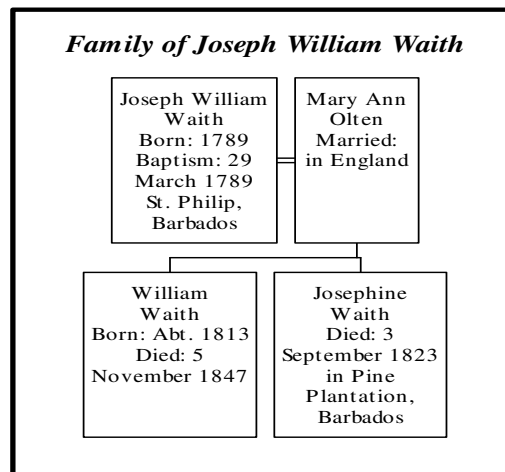 Family of Joseph William Waith
Joseph William
Waith
Born: 1789
Baptism: 29
March 1789
St. Philip,
Barbados
Mary Ann
Olten
Married:
in England
William
Waith
Born: Abt. 1813
Died: 5
November 1847
Josephine
Waith
Died: 3
September 1823
in Pine
Plantation,
Barbados